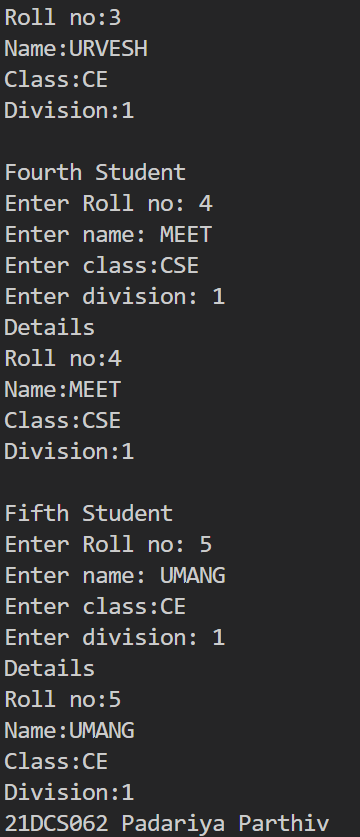 Roll no:3
Name:URVESH
Class:CE
Division:1
Fourth Student
Enter Roll no: 4
Enter name: MEET
Enter class:CSE
Enter division: 1
Details
Roll no:4
Name:MEET
Class:CSE
Division:1
Fifth Student
Enter Roll no: 5
Enter name: UMANG
Enter class:CE
Enter division: 1
Details
Roll no:5
Name:UMANG
Class:CE
Division:1
21DCS062 Padariya Parthiv